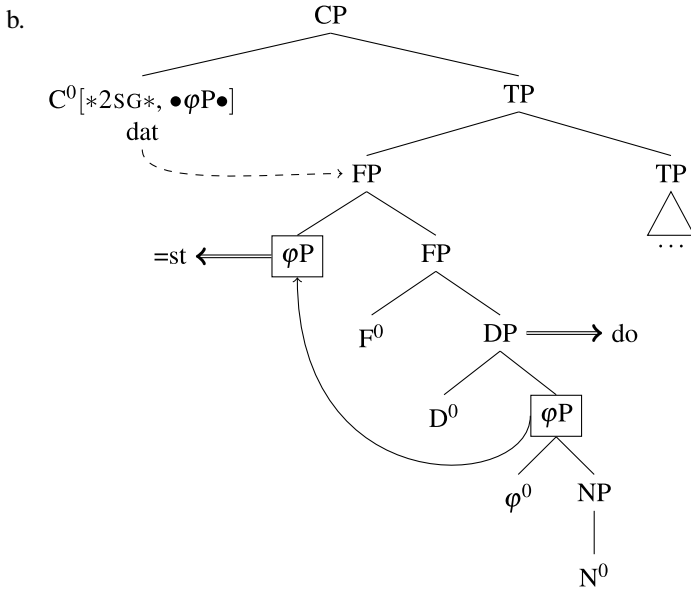 b.
CP
C⁰[∗2SG∗, •φP•]
TP
dat
FP
TP
=st
φP
FP
...
F⁰
DP
do
D⁰
φP
φ⁰
NP
N⁰